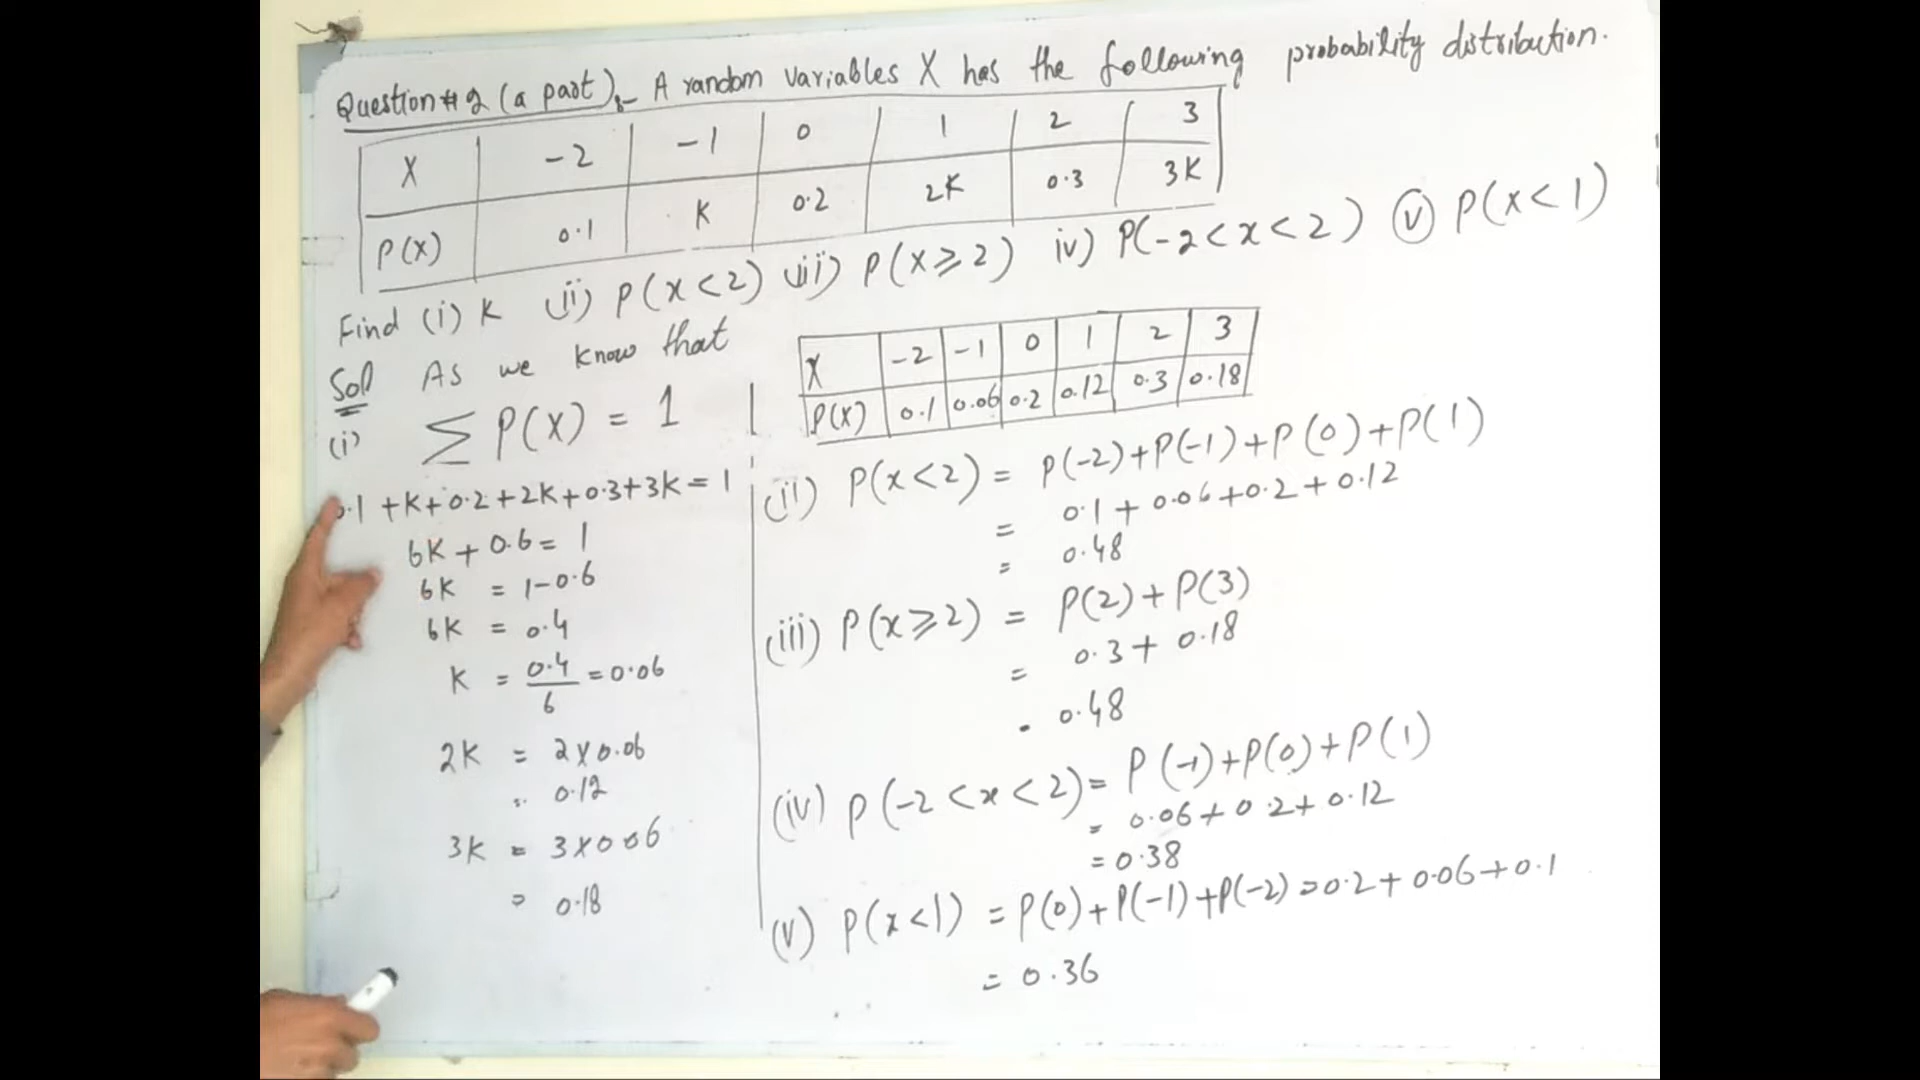 Question # 2 (a part):- A random variables X has the following probability distribution.
X -2 -1 0 1 2 3
P(X) 0.1 K 0.2 2K 0.3 3K
Find (i) K (ii) P(x<2) (iii) P(X⩾2) iv) P(-2<x<2) (v) P(x<1)
Sol As we know that
(i) ∑ P(X) = 1
0.1 +K+0.2+2K+0.3+3K=1
6K + 0.6 = 1
6K = 1-0.6
6K = 0.4
K = 0.4/6 = 0.06
2K = 2×0.06
= 0.12
3K = 3×0.06
= 0.18
X -2 -1 0 1 2 3
P(X) 0.1 0.06 0.2 0.12 0.3 0.18
(ii) P(x<2) = P(-2)+P(-1)+P(0)+P(1)
= 0.1+0.06+0.2+0.12
= 0.48
(iii) P(x⩾2) = P(2)+P(3)
= 0.3+0.18
= 0.48
(iv) P(-2<x<2) = P(-1)+P(0)+P(1)
= 0.06+0.2+0.12
= 0.38
(v) P(x<1) = P(0)+P(-1)+P(-2) = 0.2+0.06+0.1
= 0.36